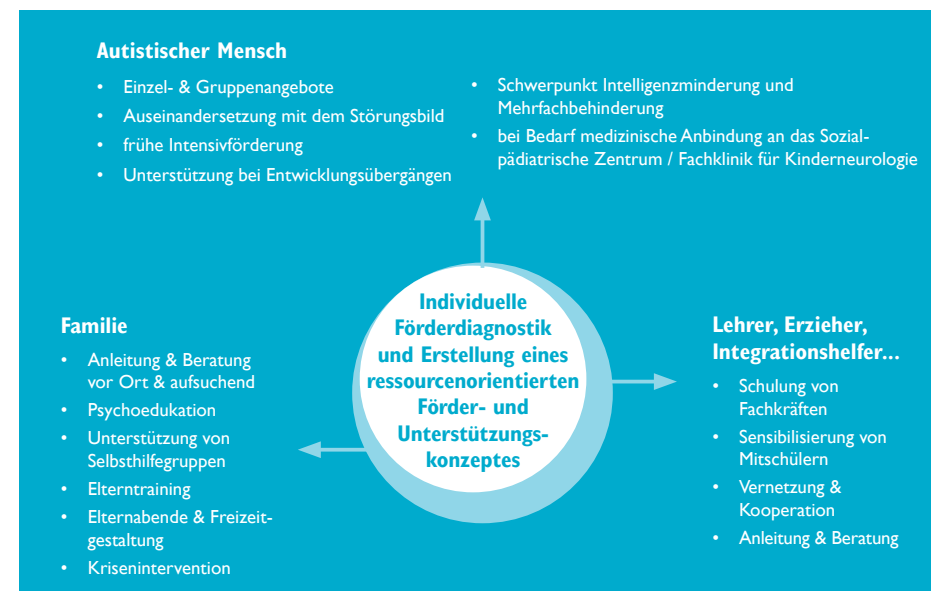 Autistischer Mensch
• Einzel- & Gruppenangebote
• Auseinandersetzung mit dem Störungsbild
• frühe Intensivförderung
• Unterstützung bei Entwicklungsübergängen
• Schwerpunkt Intelligenzminderung und
Mehrfachbehinderung
• bei Bedarf medizinische Anbindung an das Sozial-
pädiatrische Zentrum / Fachklinik für Kinderneurologie
Individuelle
Förderdiagnostik
und Erstellung eines
ressourcenorientierten
Förder- und
Unterstützungs-
konzeptes
Familie
• Anleitung & Beratung
vor Ort & aufsuchend
• Psychoedukation
• Unterstützung von
Selbsthilfegruppen
• Elterntraining
• Elternabende & Freizeit-
gestaltung
• Krisenintervention
Lehrer, Erzieher,
Integrationshelfer...
• Schulung von
Fachkräften
• Sensibilisierung von
Mitschülern
• Vernetzung &
Kooperation
• Anleitung & Beratung